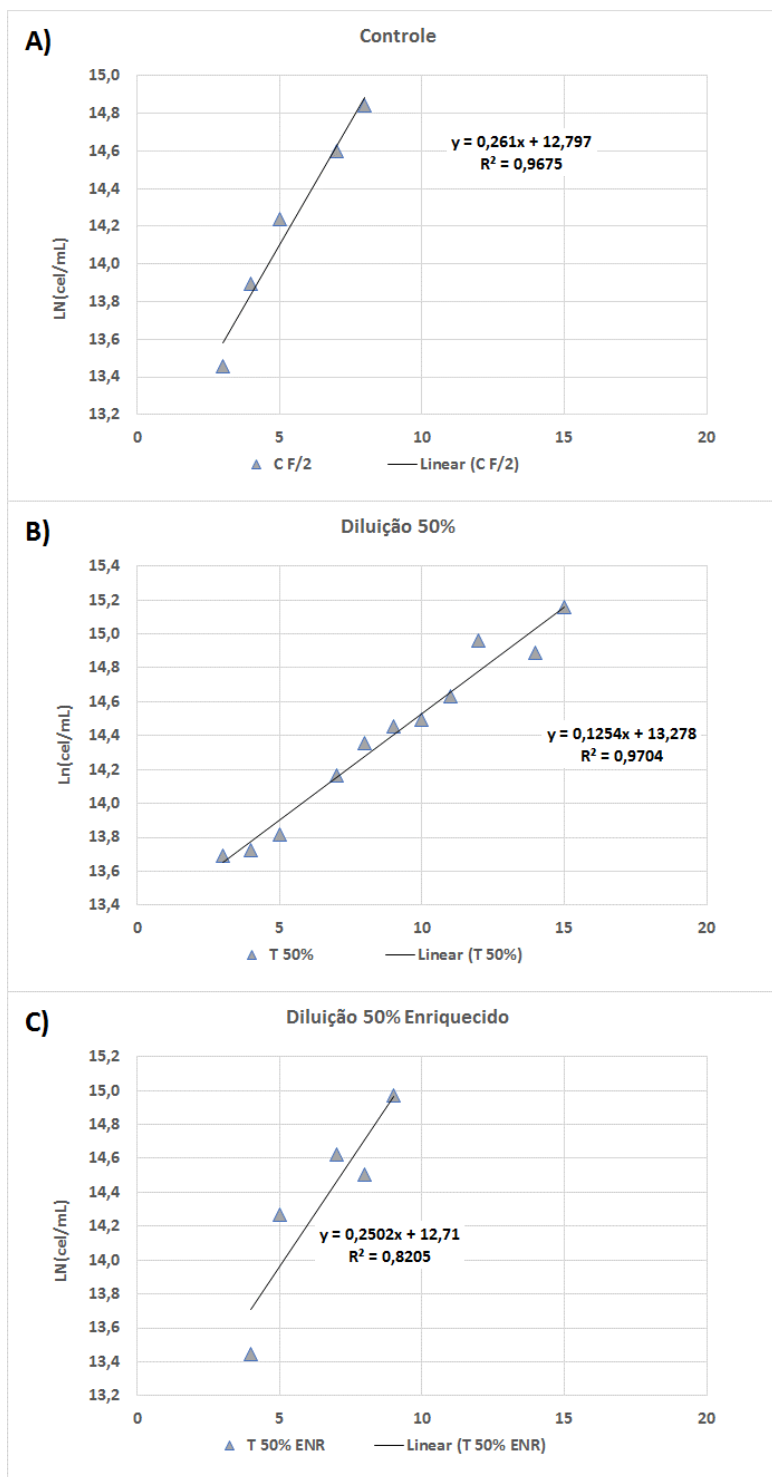 A)
Controle
15,0
14,8
14,6
14,4
14,2
14,0
13,8
13,6
13,4
13,2
LN(cel/mL)
y = 0,261x + 12,797
R² = 0,9675
0 5 10 15 20
C F/2 Linear (C F/2)
B)
Diluição 50%
15,4
15,2
15,0
14,8
14,6
14,4
14,2
14,0
13,8
13,6
13,4
Ln(cel/mL)
y = 0,1254x + 13,278
R² = 0,9704
0 5 10 15 20
T 50% Linear (T 50%)
C)
Diluição 50% Enriquecido
15,2
15,0
14,8
14,6
14,4
14,2
14,0
13,8
13,6
13,4
13,2
LN(cel/mL)
y = 0,2502x + 12,71
R² = 0,8205
0 5 10 15 20
T 50% ENR Linear (T 50% ENR)